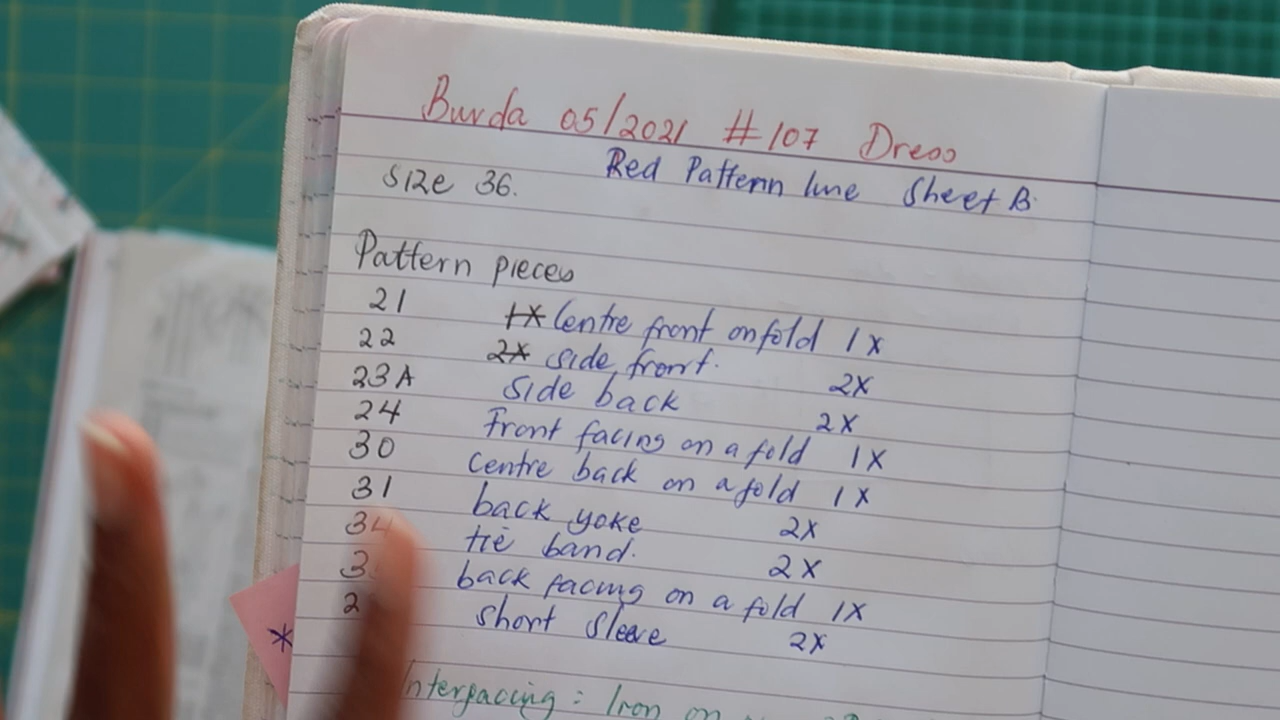 Burda 05/2021 #107 Dress
Red Pattern line Sheet B.
size 36.
Pattern pieces
21 1x Centre front on fold 1x
22 2x side front. 2x
23A Side back 2x
24 Front facing on a fold 1x
30 Centre back on a fold 1x
31 back yoke 2x
34 tie band. 2x
back facing on a fold 1x
short Sleeve 2x
*
Interfacing : Iron on